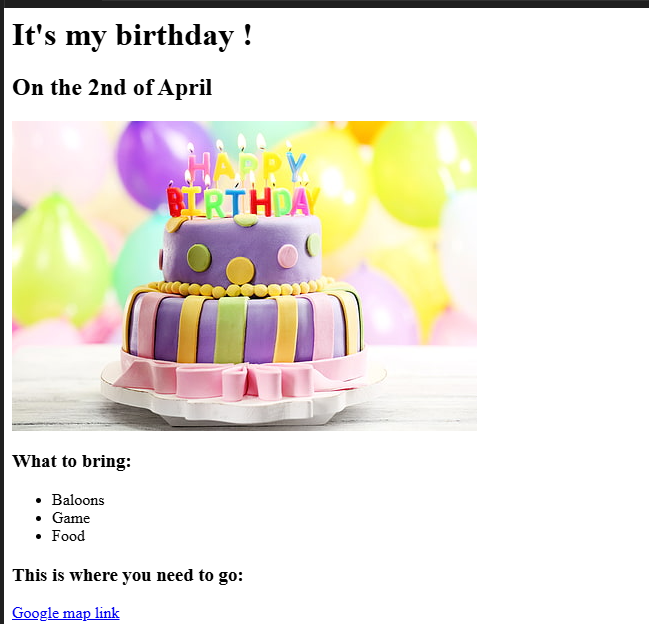 It's my birthday !
On the 2nd of April
HAPPY
BIRTHDAY
What to bring:
Baloons
Game
Food
This is where you need to go:
Google map link